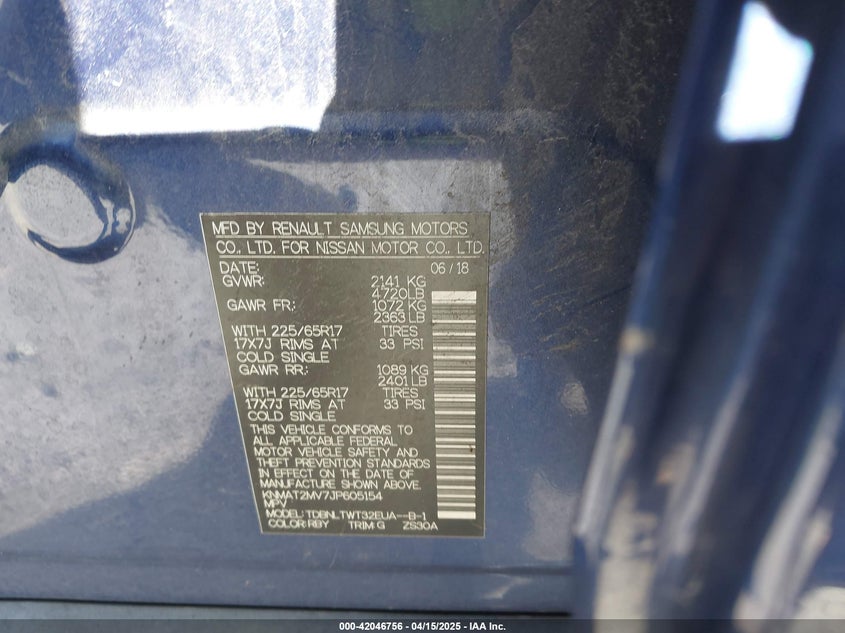 MFD BY RENAULT SAMSUNG MOTORS
CO., LTD. FOR NISSAN MOTOR CO., LTD.
DATE: 06 / 18
GVWR: 2141 KG
4720LB
GAWR FR: 1072 KG
2363 LB
WITH 225/65R17 TIRES
17X7J RIMS AT 33 PSI
COLD SINGLE
GAWR RR: 1089 KG
2401 LB
WITH 225/65R17 TIRES
17X7J RIMS AT 33 PSI
COLD SINGLE
THIS VEHICLE CONFORMS TO
ALL APPLICABLE FEDERAL
MOTOR VEHICLE SAFETY AND
THEFT PREVENTION STANDARDS
IN EFFECT ON THE DATE OF
MANUFACTURE SHOWN ABOVE.
KNMAT2MV7JP605154
MPV
MODEL: TDBNLTWT32EUA--B-1
COLOR: RBY TRIM: G ZS30A
000-42046756 - 04/15/2025 - IAA Inc.